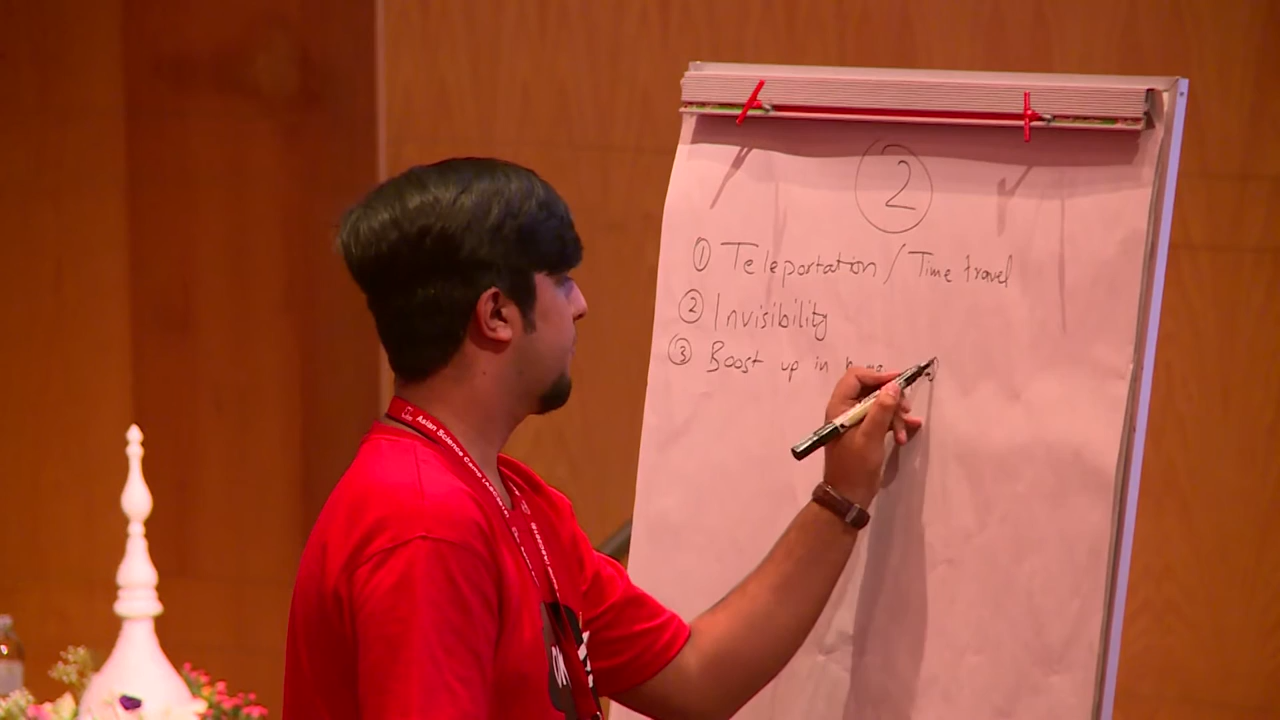 2
① Teleportation / Time travel
② Invisibility
③ Boost up in
Asian Science Camp